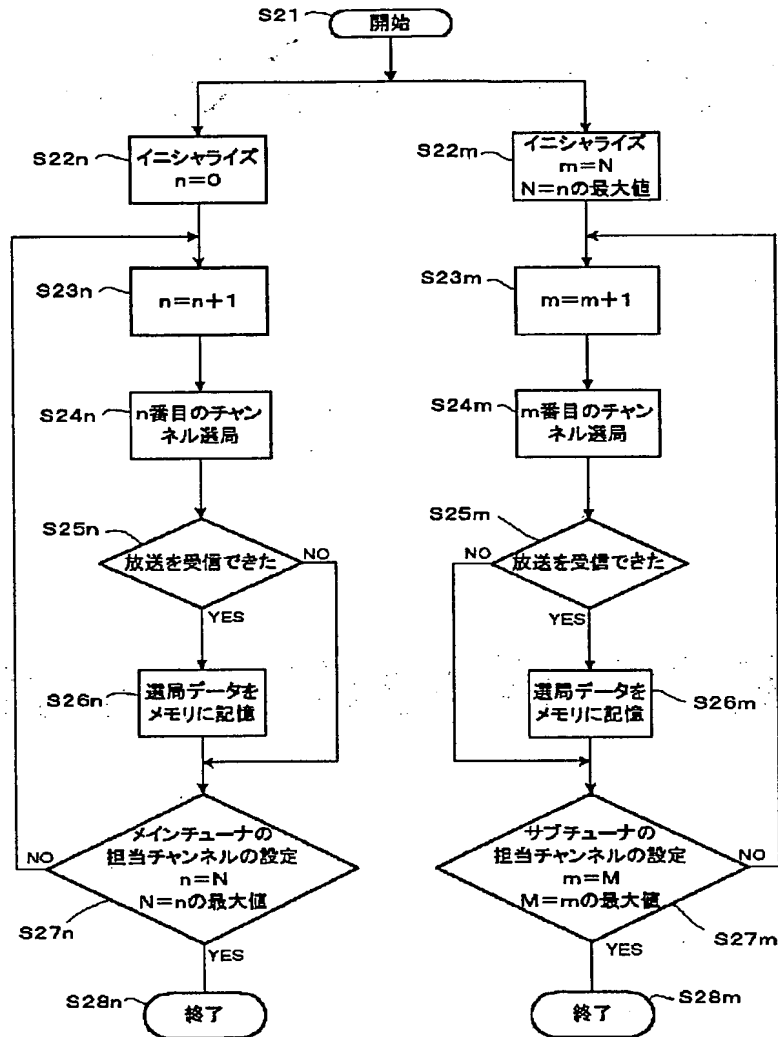 S21
開始
S22n
イニシャライズ
n=0
S22m
イニシャライズ
m=N
N=nの最大値
S23n
n=n+1
S23m
m=m+1
S24n
n番目のチャン
ネル選局
S24m
m番目のチャン
ネル選局
S25n
放送を受信できた
NO
YES
S25m
放送を受信できた
NO
YES
S26n
選局データを
メモリに記憶
S26m
選局データを
メモリに記憶
メインチューナの
担当チャンネルの設定
n=N
N=nの最大値
NO
S27n
YES
サブチューナの
担当チャンネルの設定
m=M
M=mの最大値
NO
S27m
YES
S28n
終了
S28m
終了